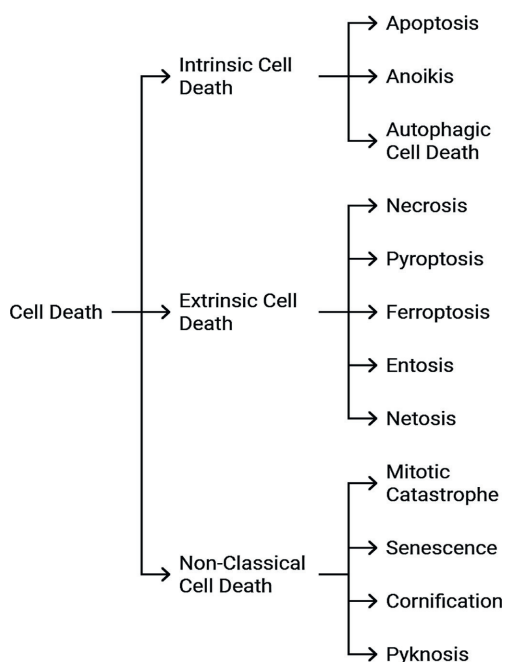 Cell Death
Intrinsic Cell
Death
Apoptosis
Anoikis
Autophagic
Cell Death
Extrinsic Cell
Death
Necrosis
Pyroptosis
Ferroptosis
Entosis
Netosis
Non-Classical
Cell Death
Mitotic
Catastrophe
Senescence
Cornification
Pyknosis